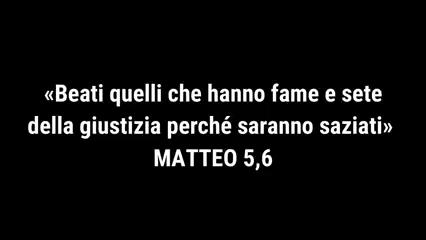 «Beati quelli che hanno fame e sete
della giustizia perché saranno saziati»
MATTEO 5,6